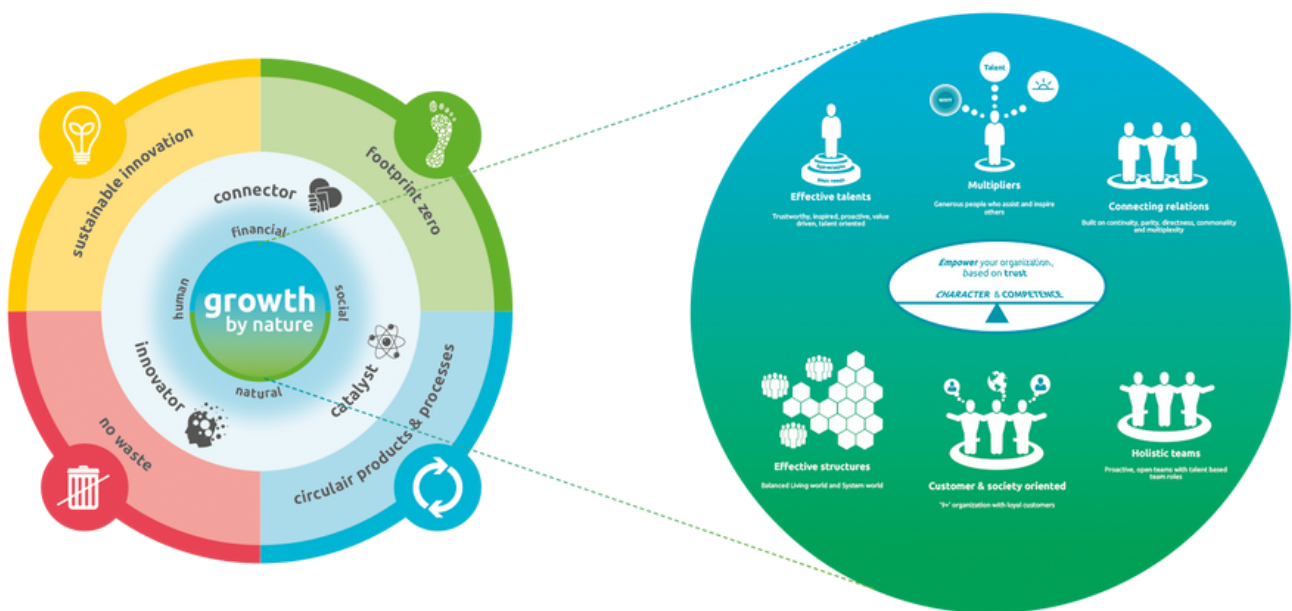 sustainable innovation
footprint zero
connector
financial
human
growth
by nature
social
natural
innovator
catalyst
no waste
circulair products & processes
Talent
Effective talents
Trustworthy, inspired, proactive, value
driven, talent oriented
Multipliers
Generous people who assist and inspire
others
Connecting relations
Built on continuity, parity, directness, commonality
and multiplexity
Empower your organization,
based on trust
CHARACTER & COMPETENCE
Effective structures
Balanced Living world and System world
Customer & society oriented
organization with loyal customers
Holistic teams
Proactive, open teams with talent based
team roles